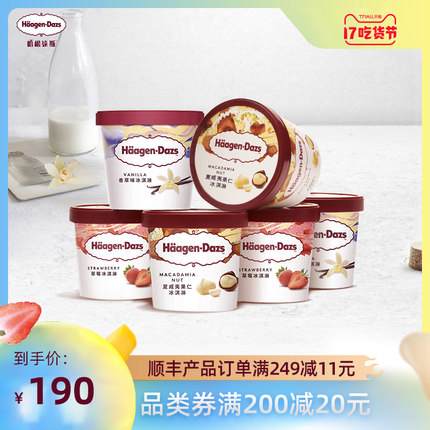 Häagen-Dazs
哈根达斯
TMALL天猫
17吃货节
Häagen-Dazs
VANILLA
香草味冰淇淋
Häagen-Dazs
MACADAMIA
NUT
夏威夷果仁
冰淇淋
Häagen-Dazs
STRAWBERRY
草莓冰淇淋
Häagen-Dazs
MACADAMIA
NUT
夏威夷果仁
冰淇淋
Häagen-Dazs
STRAWBERRY
草莓冰淇淋
到手价:
¥190
顺丰产品订单满249减11元
品类券满200减20元